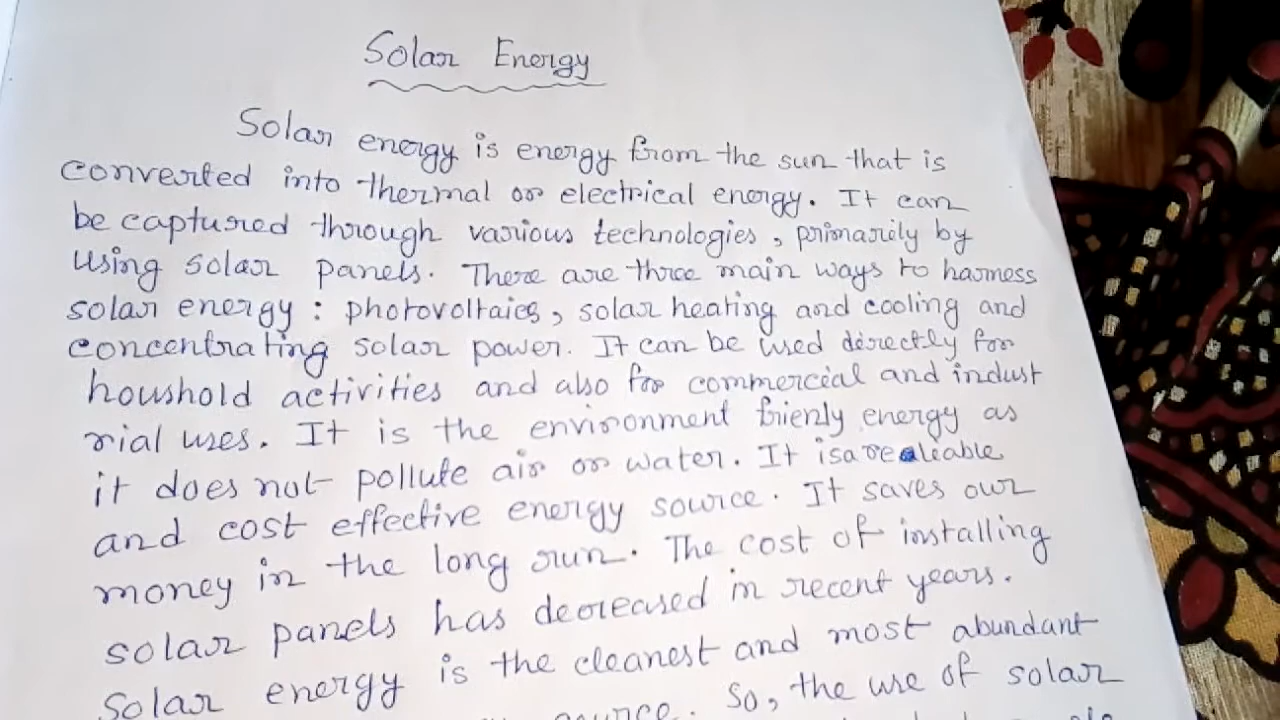 Solar Energy
Solar energy is energy from the sun that is
converted into thermal or electrical energy. It can
be captured through various technologies, primarily by
using solar panels. There are three main ways to harness
solar energy : photovoltaics, solar heating and cooling and
concentrating solar power. It can be used directly for
houshold activities and also for commercial and indust
rial uses. It is the environment frienly energy as
it does not pollute air or water. It is a realeable
and cost effective energy source. It saves our
money in the long run. The cost of installing
solar panels has decreased in recent years.
Solar energy is the cleanest and most abundant
source. So, the use of solar